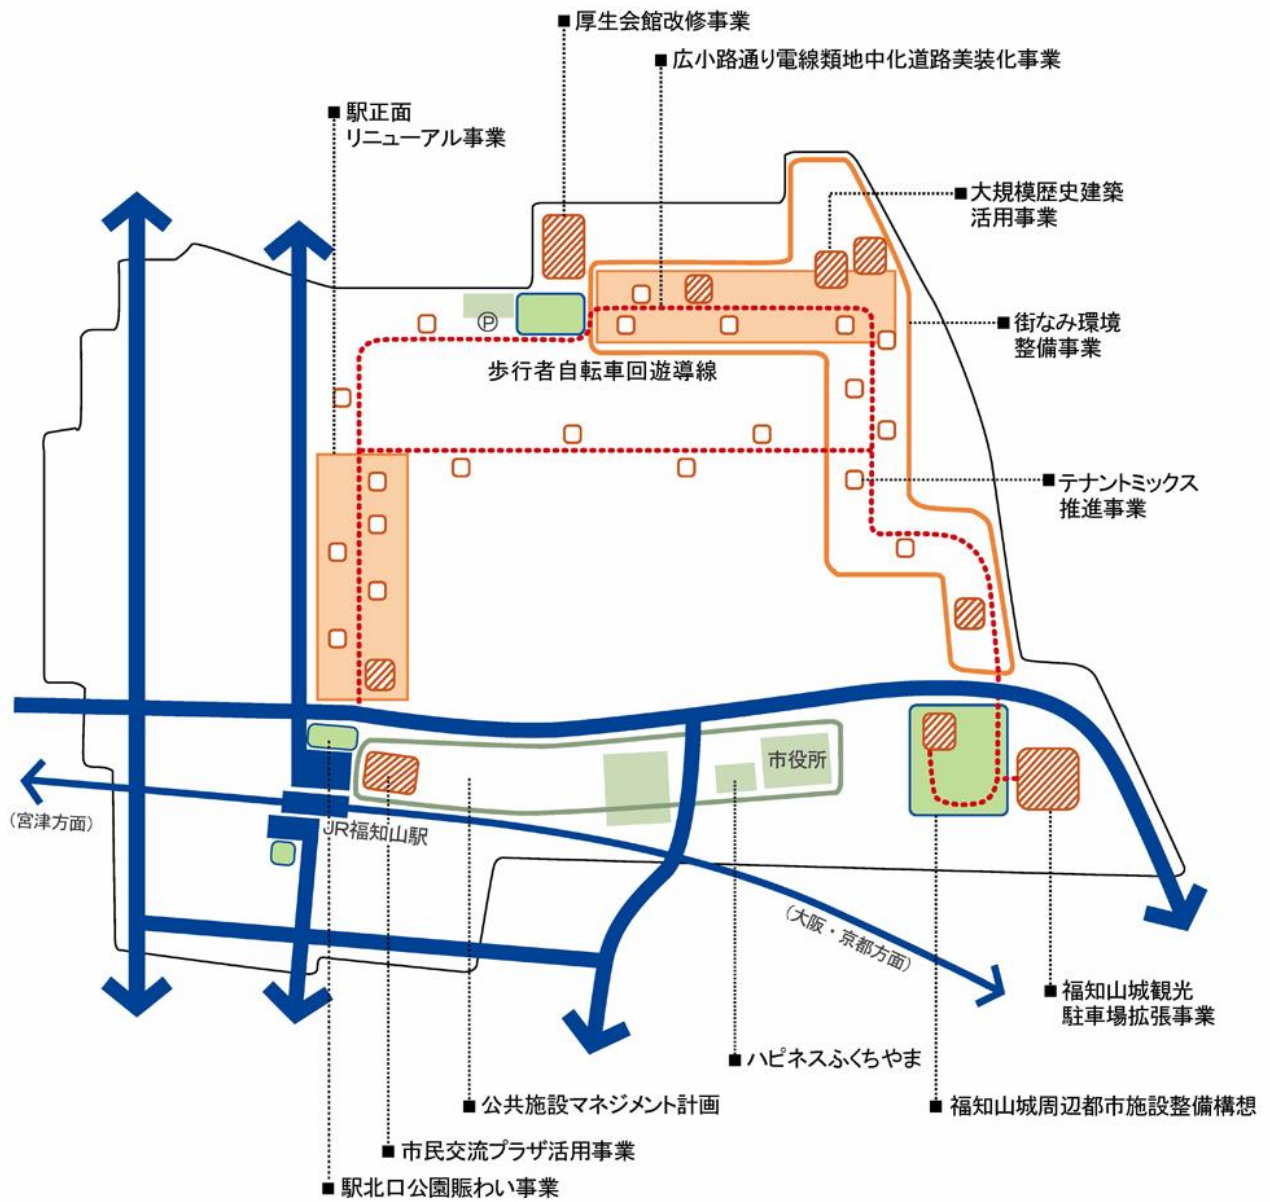 ■厚生会館改修事業
■広小路通り電線類地中化道路美装化事業
■駅正面
リニューアル事業
■大規模歴史建築
活用事業
■街なみ環境
整備事業
Ⓟ
歩行者自転車回遊導線
■テナントミックス
推進事業
市役所
(宮津方面)
JR福知山駅
(大阪・京都方面)
■福知山城観光
駐車場拡張事業
■ハピネスふくちやま
■公共施設マネジメント計画
■福知山城周辺都市施設整備構想
■市民交流プラザ活用事業
■駅北口公園賑わい事業